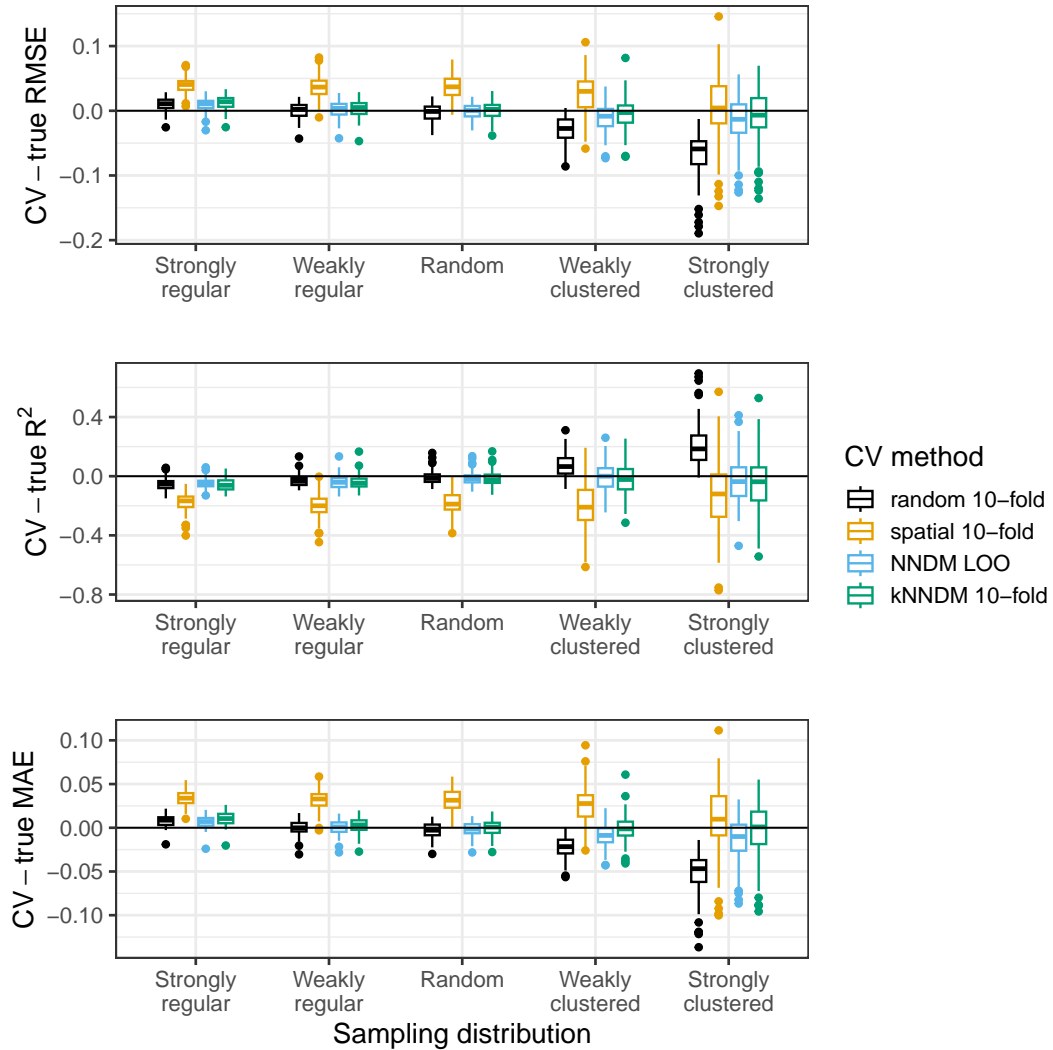 CV − true RMSE
0.1
0.0
−0.1
−0.2
Strongly
regular
Weakly
regular
Random
Weakly
clustered
Strongly
clustered
CV − true R²
0.4
0.0
−0.4
−0.8
Strongly
regular
Weakly
regular
Random
Weakly
clustered
Strongly
clustered
CV method
random 10−fold
spatial 10−fold
NNDM LOO
kNNDM 10−fold
CV − true MAE
0.10
0.05
0.00
−0.05
−0.10
Strongly
regular
Weakly
regular
Random
Weakly
clustered
Strongly
clustered
Sampling distribution